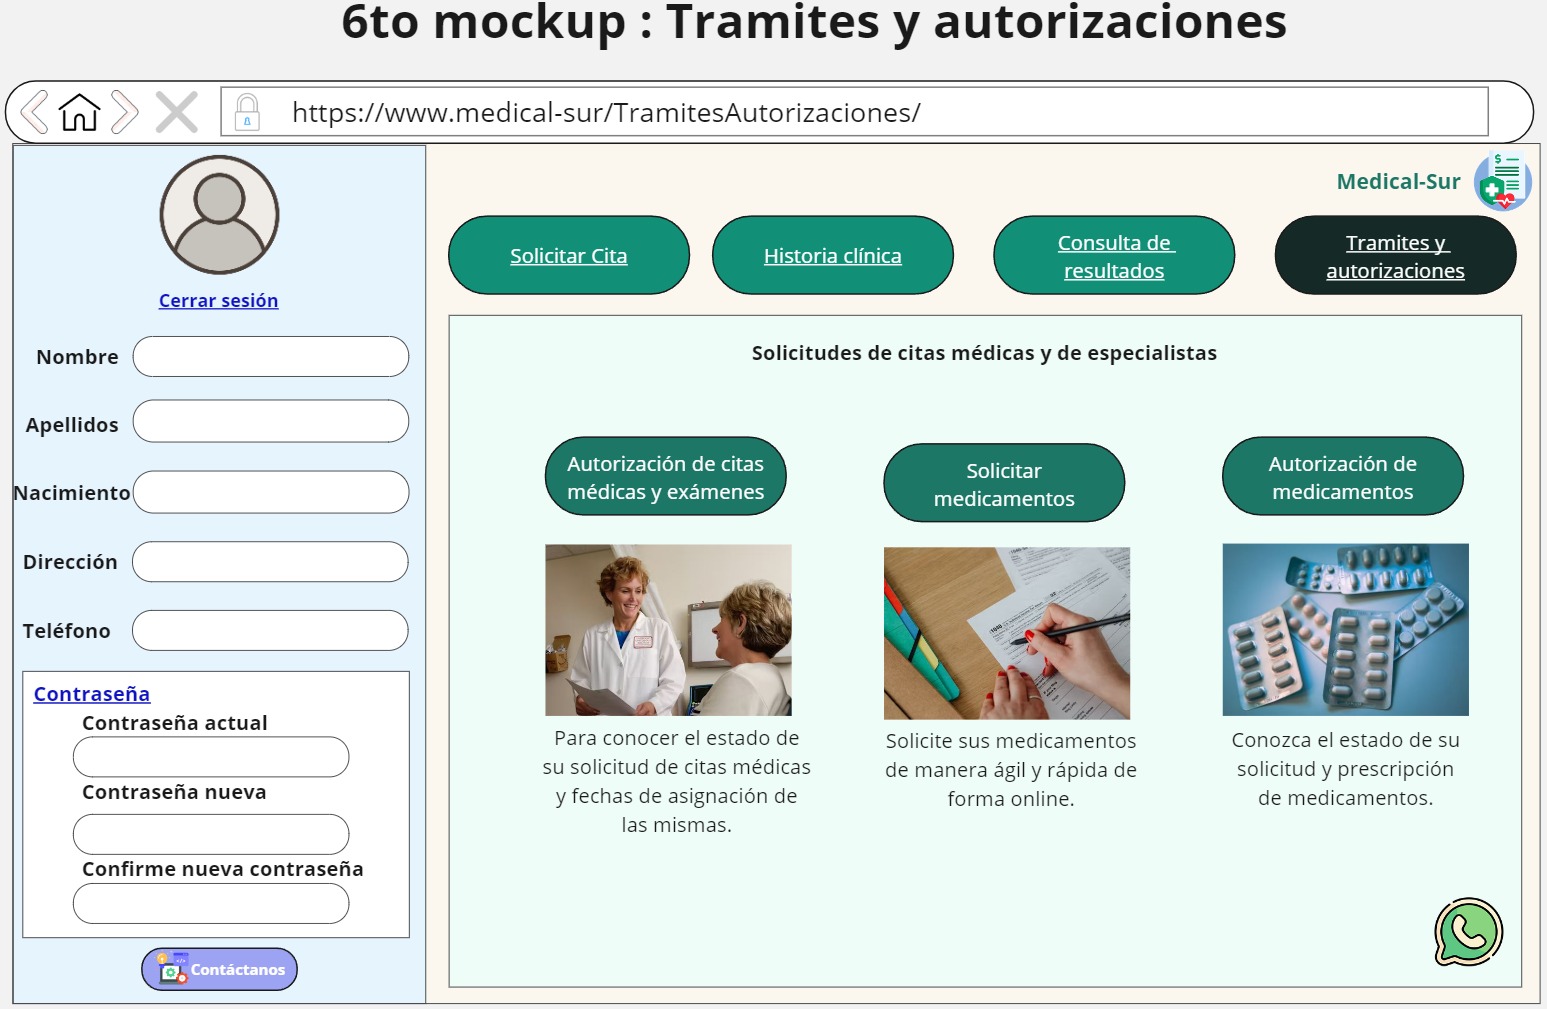 6to mockup : Tramites y autorizaciones
https://www.medical-sur/TramitesAutorizaciones/
Medical-Sur
Cerrar sesión
Nombre
Apellidos
Nacimiento
Dirección
Teléfono
Contraseña
Contraseña actual
Contraseña nueva
Confirme nueva contraseña
Contáctanos
Solicitar Cita
Historia clínica
Consulta de
resultados
Tramites y
autorizaciones
Solicitudes de citas médicas y de especialistas
Autorización de citas
médicas y exámenes
Para conocer el estado de
su solicitud de citas médicas
y fechas de asignación de
las mismas.
Solicitar
medicamentos
Solicite sus medicamentos
de manera ágil y rápida de
forma online.
Autorización de
medicamentos
Conozca el estado de su
solicitud y prescripción
de medicamentos.